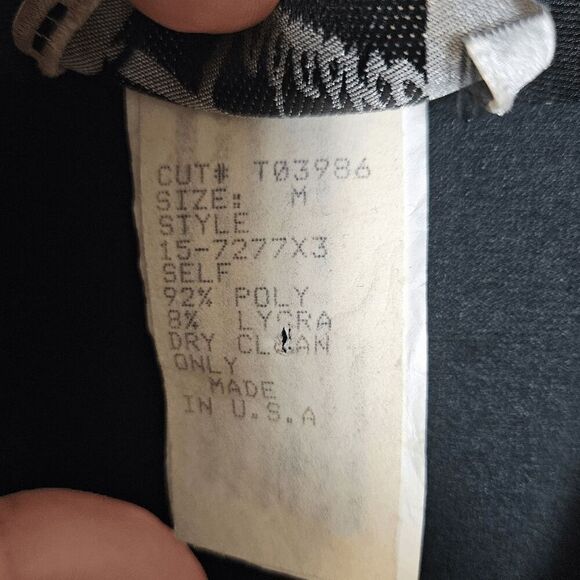 CUT# T03986
SIZE: M
STYLE
15-7277X3
SELF
92% POLY
8% LYCRA
DRY CLEAN
ONLY
MADE
IN U.S.A